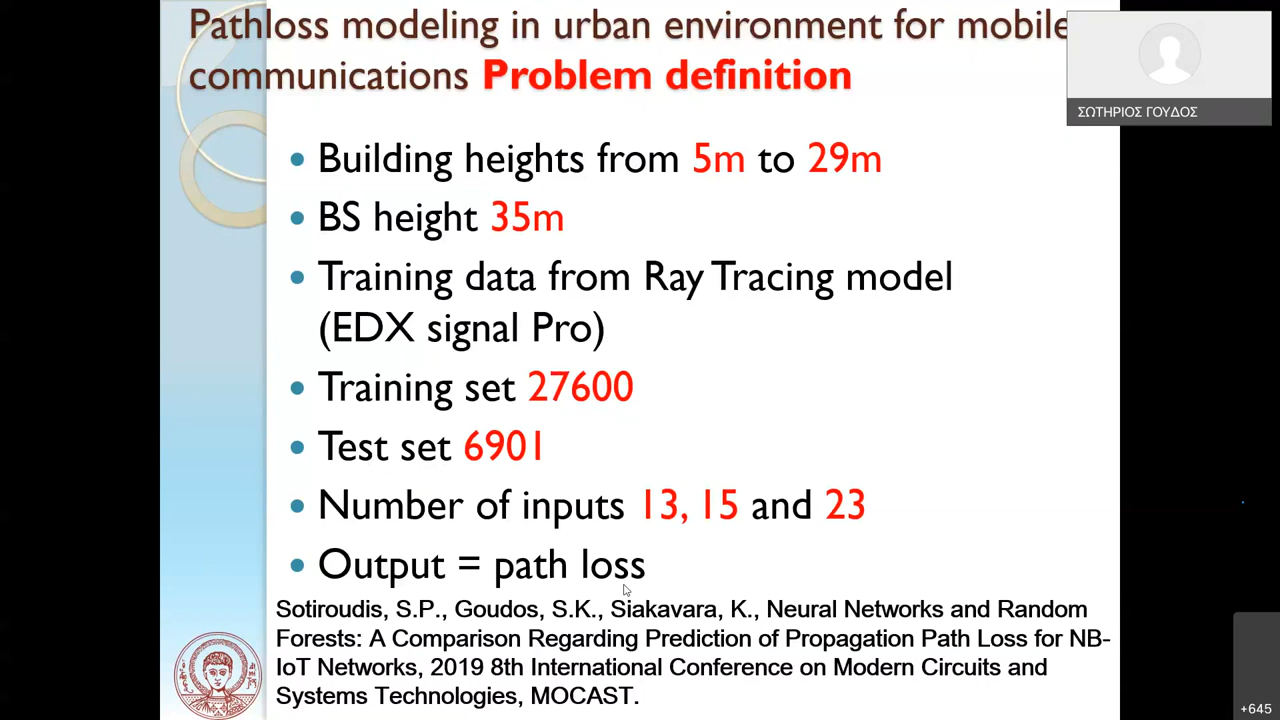 Pathloss modeling in urban environment for mobile
communications Problem definition
ΣΩΤΗΡΙΟΣ ΓΟΥΔΟΣ
• Building heights from 5m to 29m
• BS height 35m
• Training data from Ray Tracing model
(EDX signal Pro)
• Training set 27600
• Test set 6901
• Number of inputs 13, 15 and 23
• Output = path loss
Sotiroudis, S.P., Goudos, S.K., Siakavara, K., Neural Networks and Random
Forests: A Comparison Regarding Prediction of Propagation Path Loss for NB-
IoT Networks, 2019 8th International Conference on Modern Circuits and
Systems Technologies, MOCAST.
+645